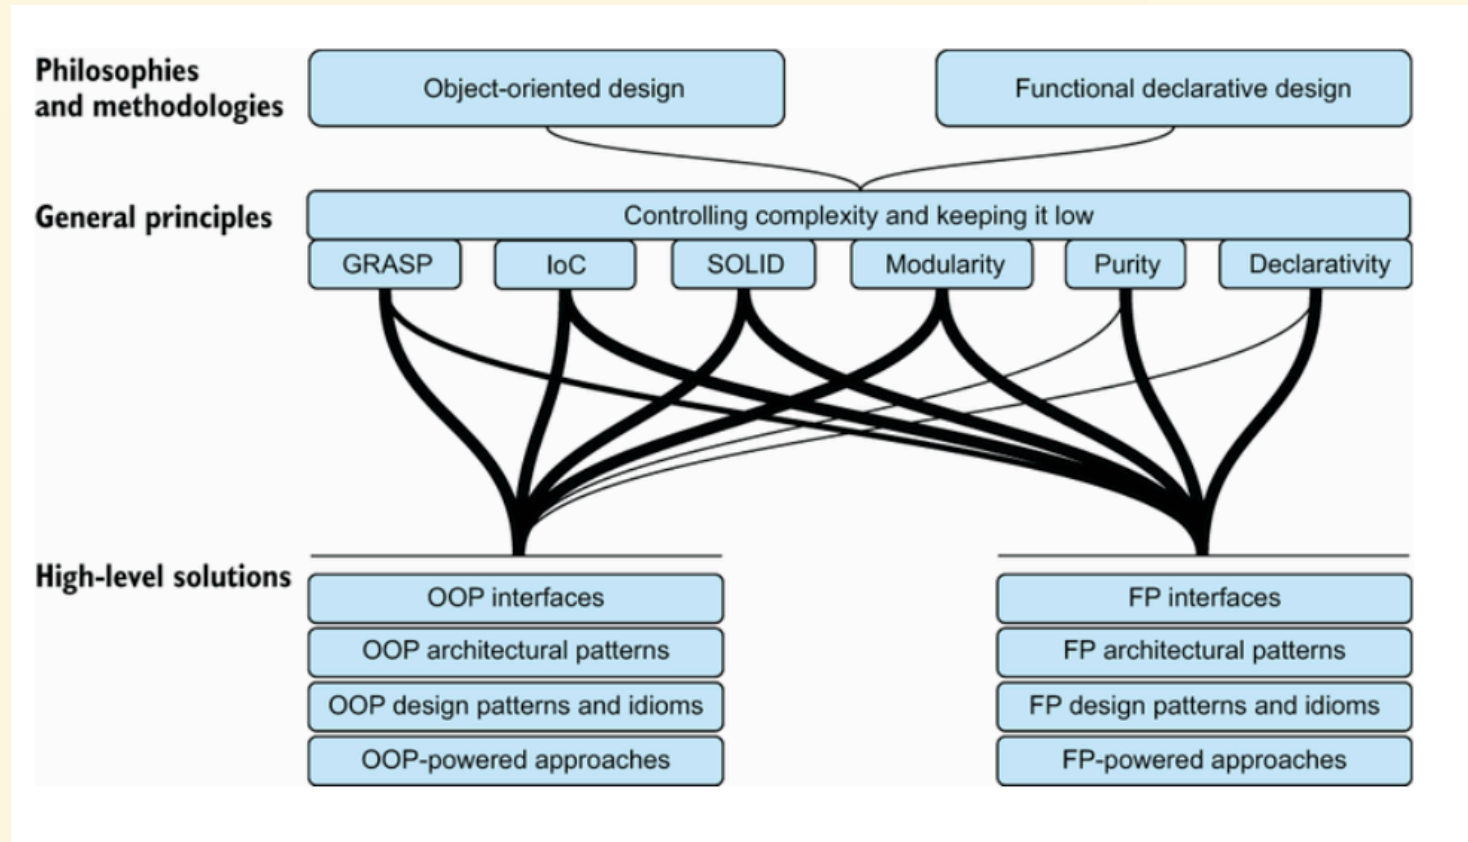 Philosophies
and methodologies
Object-oriented design
Functional declarative design
General principles
Controlling complexity and keeping it low
GRASP
IoC
SOLID
Modularity
Purity
Declarativity
High-level solutions
OOP interfaces
OOP architectural patterns
OOP design patterns and idioms
OOP-powered approaches
FP interfaces
FP architectural patterns
FP design patterns and idioms
FP-powered approaches